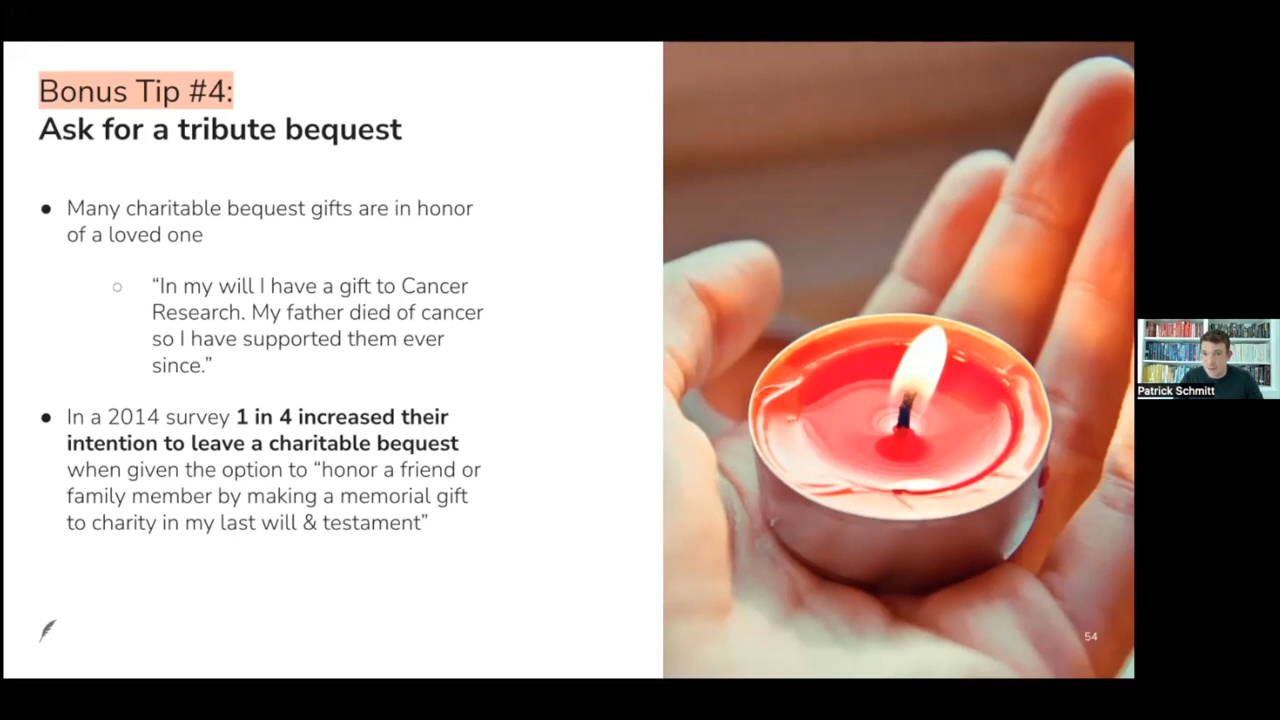 Bonus Tip #4:
Ask for a tribute bequest
● Many charitable bequest gifts are in honor
of a loved one
○ “In my will I have a gift to Cancer
Research. My father died of cancer
so I have supported them ever
since.”
● In a 2014 survey 1 in 4 increased their
intention to leave a charitable bequest
when given the option to “honor a friend or
family member by making a memorial gift
to charity in my last will & testament”
54
Patrick Schmitt